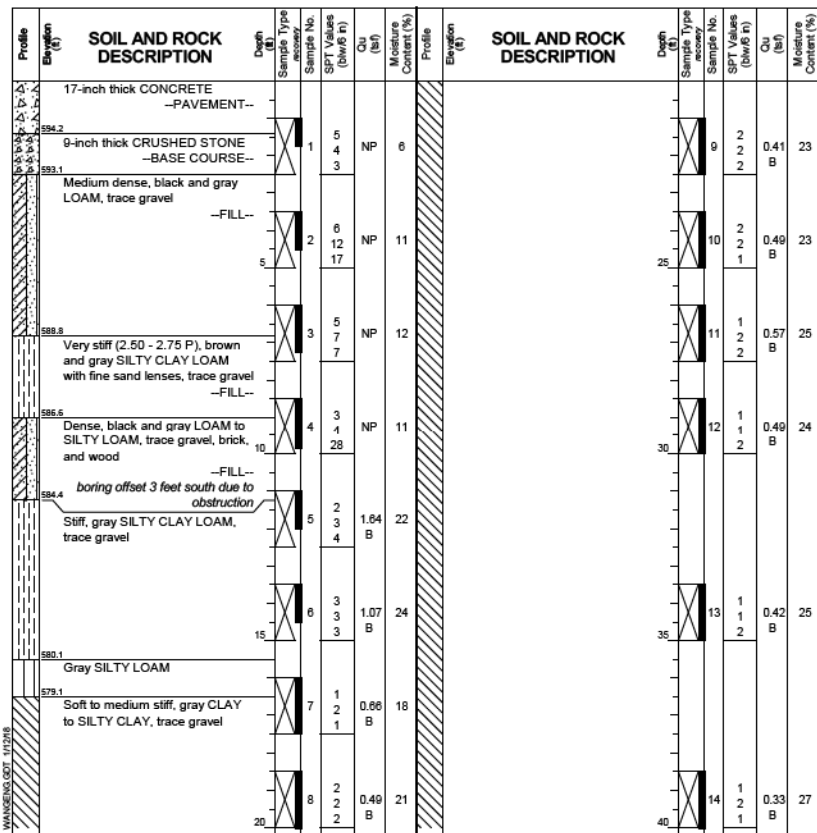 Profile
Elevation (ft)
SOIL AND ROCK DESCRIPTION
Depth (ft)
Sample Type
recovery
Sample No.
SPT Values (blw/6 in)
Qu (tsf)
Moisture Content (%)
Profile
Elevation (ft)
SOIL AND ROCK DESCRIPTION
Depth (ft)
Sample Type
recovery
Sample No.
SPT Values (blw/6 in)
Qu (tsf)
Moisture Content (%)
17-inch thick CONCRETE
--PAVEMENT--
594.2
9-inch thick CRUSHED STONE
--BASE COURSE--
1 5 4 3 NP 6
593.1
Medium dense, black and gray
LOAM, trace gravel
--FILL--
2 6 12 17 NP 11
5
3 5 7 7 NP 12
588.8
Very stiff (2.50 - 2.75 P), brown
and gray SILTY CLAY LOAM
with fine sand lenses, trace gravel
--FILL--
586.6
4 3 4 28 NP 11
Dense, black and gray LOAM to
SILTY LOAM, trace gravel, brick,
and wood
10
--FILL--
boring offset 3 feet south due to
obstruction
584.4
Stiff, gray SILTY CLAY LOAM,
trace gravel
5 2 3 4 1.64 B 22
6 3 3 3 1.07 B 24
15
580.1
Gray SILTY LOAM
579.1
Soft to medium stiff, gray CLAY
to SILTY CLAY, trace gravel
7 1 2 1 0.66 B 18
8 2 2 2 0.49 B 21
20
9 2 2 2 0.41 B 23
10 2 2 1 0.49 B 23
25
11 1 2 2 0.57 B 25
12 1 1 2 0.49 B 24
30
13 1 1 2 0.42 B 25
35
14 1 2 1 0.33 B 27
40
WANGENG.GDT 1/12/18